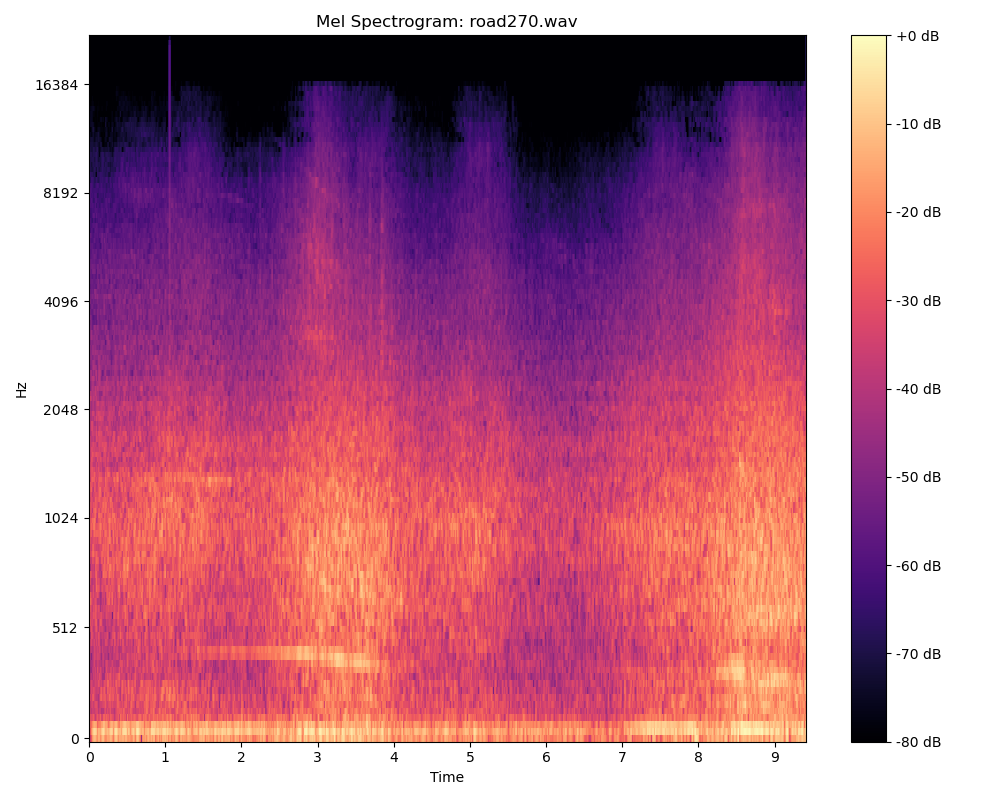 Mel Spectrogram: road270.wav
Hz
16384
8192
4096
2048
1024
512
0
0 1 2 3 4 5 6 7 8 9
Time
+0 dB
-10 dB
-20 dB
-30 dB
-40 dB
-50 dB
-60 dB
-70 dB
-80 dB